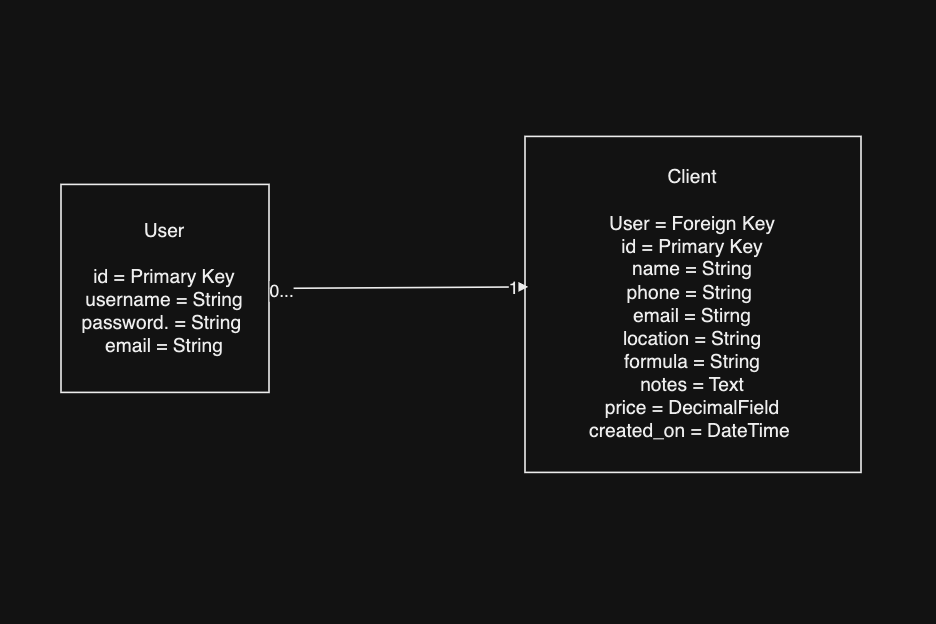 User
id = Primary Key
username = String
password. = String
email = String
0...
1
Client
User = Foreign Key
id = Primary Key
name = String
phone = String
email = Stirng
location = String
formula = String
notes = Text
price = DecimalField
created_on = DateTime